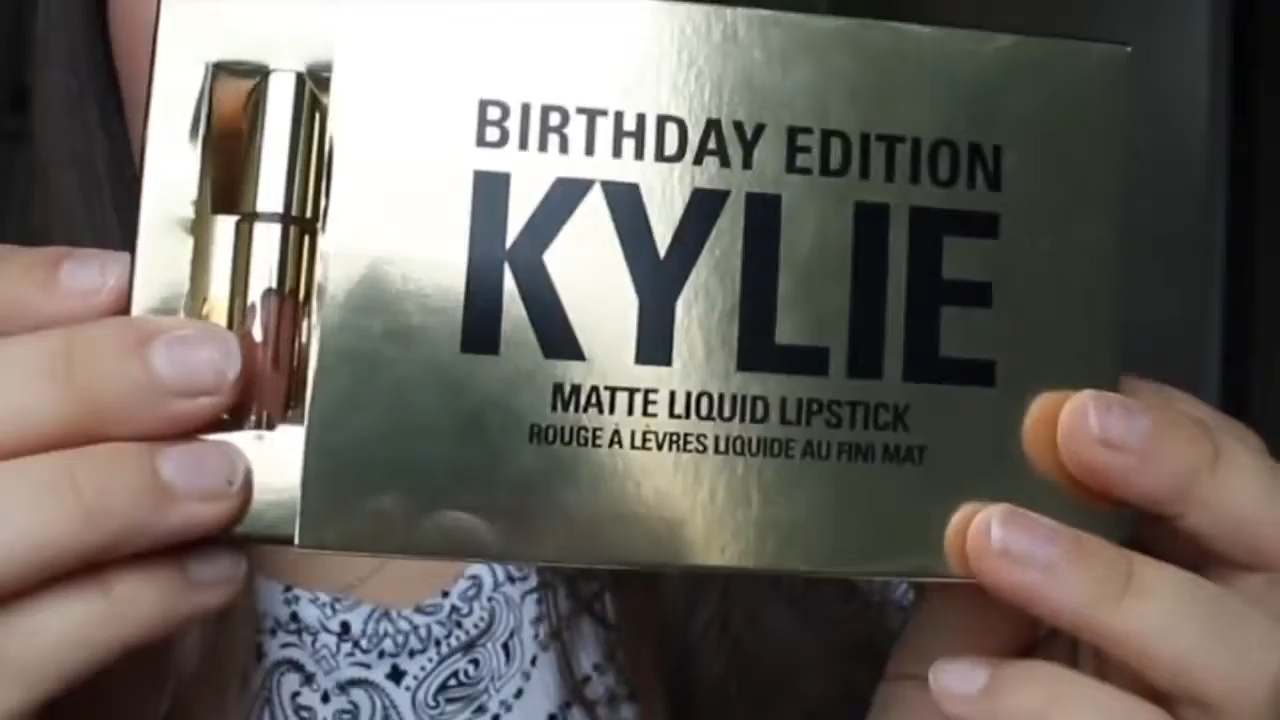 BIRTHDAY EDITION
KYLIE
MATTE LIQUID LIPSTICK
ROUGE À LÈVRES LIQUIDE AU FINI MAT